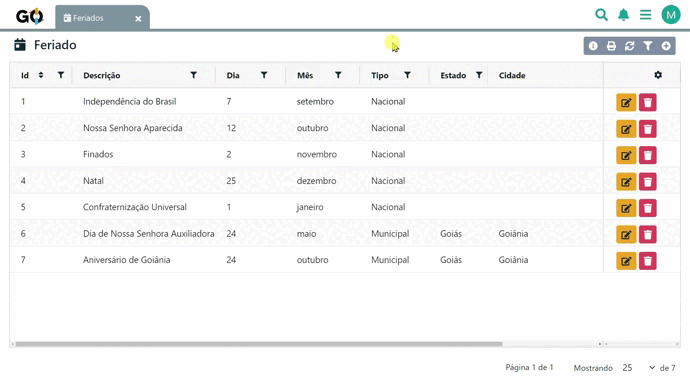 GO Feriados M
Feriado
Id Descrição Dia Mês Tipo Estado Cidade
1 Independência do Brasil 7 setembro Nacional
2 Nossa Senhora Aparecida 12 outubro Nacional
3 Finados 2 novembro Nacional
4 Natal 25 dezembro Nacional
5 Confraternização Universal 1 janeiro Nacional
6 Dia de Nossa Senhora Auxiliadora 24 maio Municipal Goiás Goiânia
7 Aniversário de Goiânia 24 outubro Municipal Goiás Goiânia
Página 1 de 1 Mostrando 25 de 7